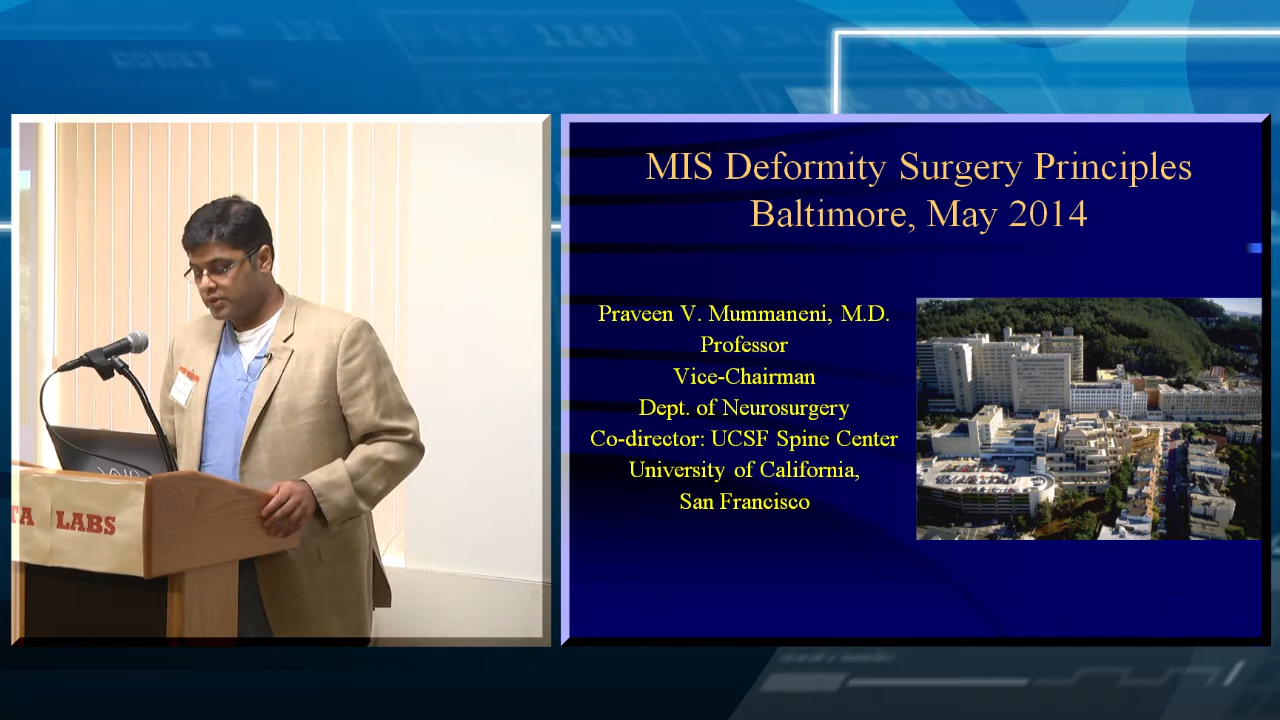 TA LABS
MIS Deformity Surgery Principles
Baltimore, May 2014
Praveen V. Mummaneni, M.D.
Professor
Vice-Chairman
Dept. of Neurosurgery
Co-director: UCSF Spine Center
University of California,
San Francisco